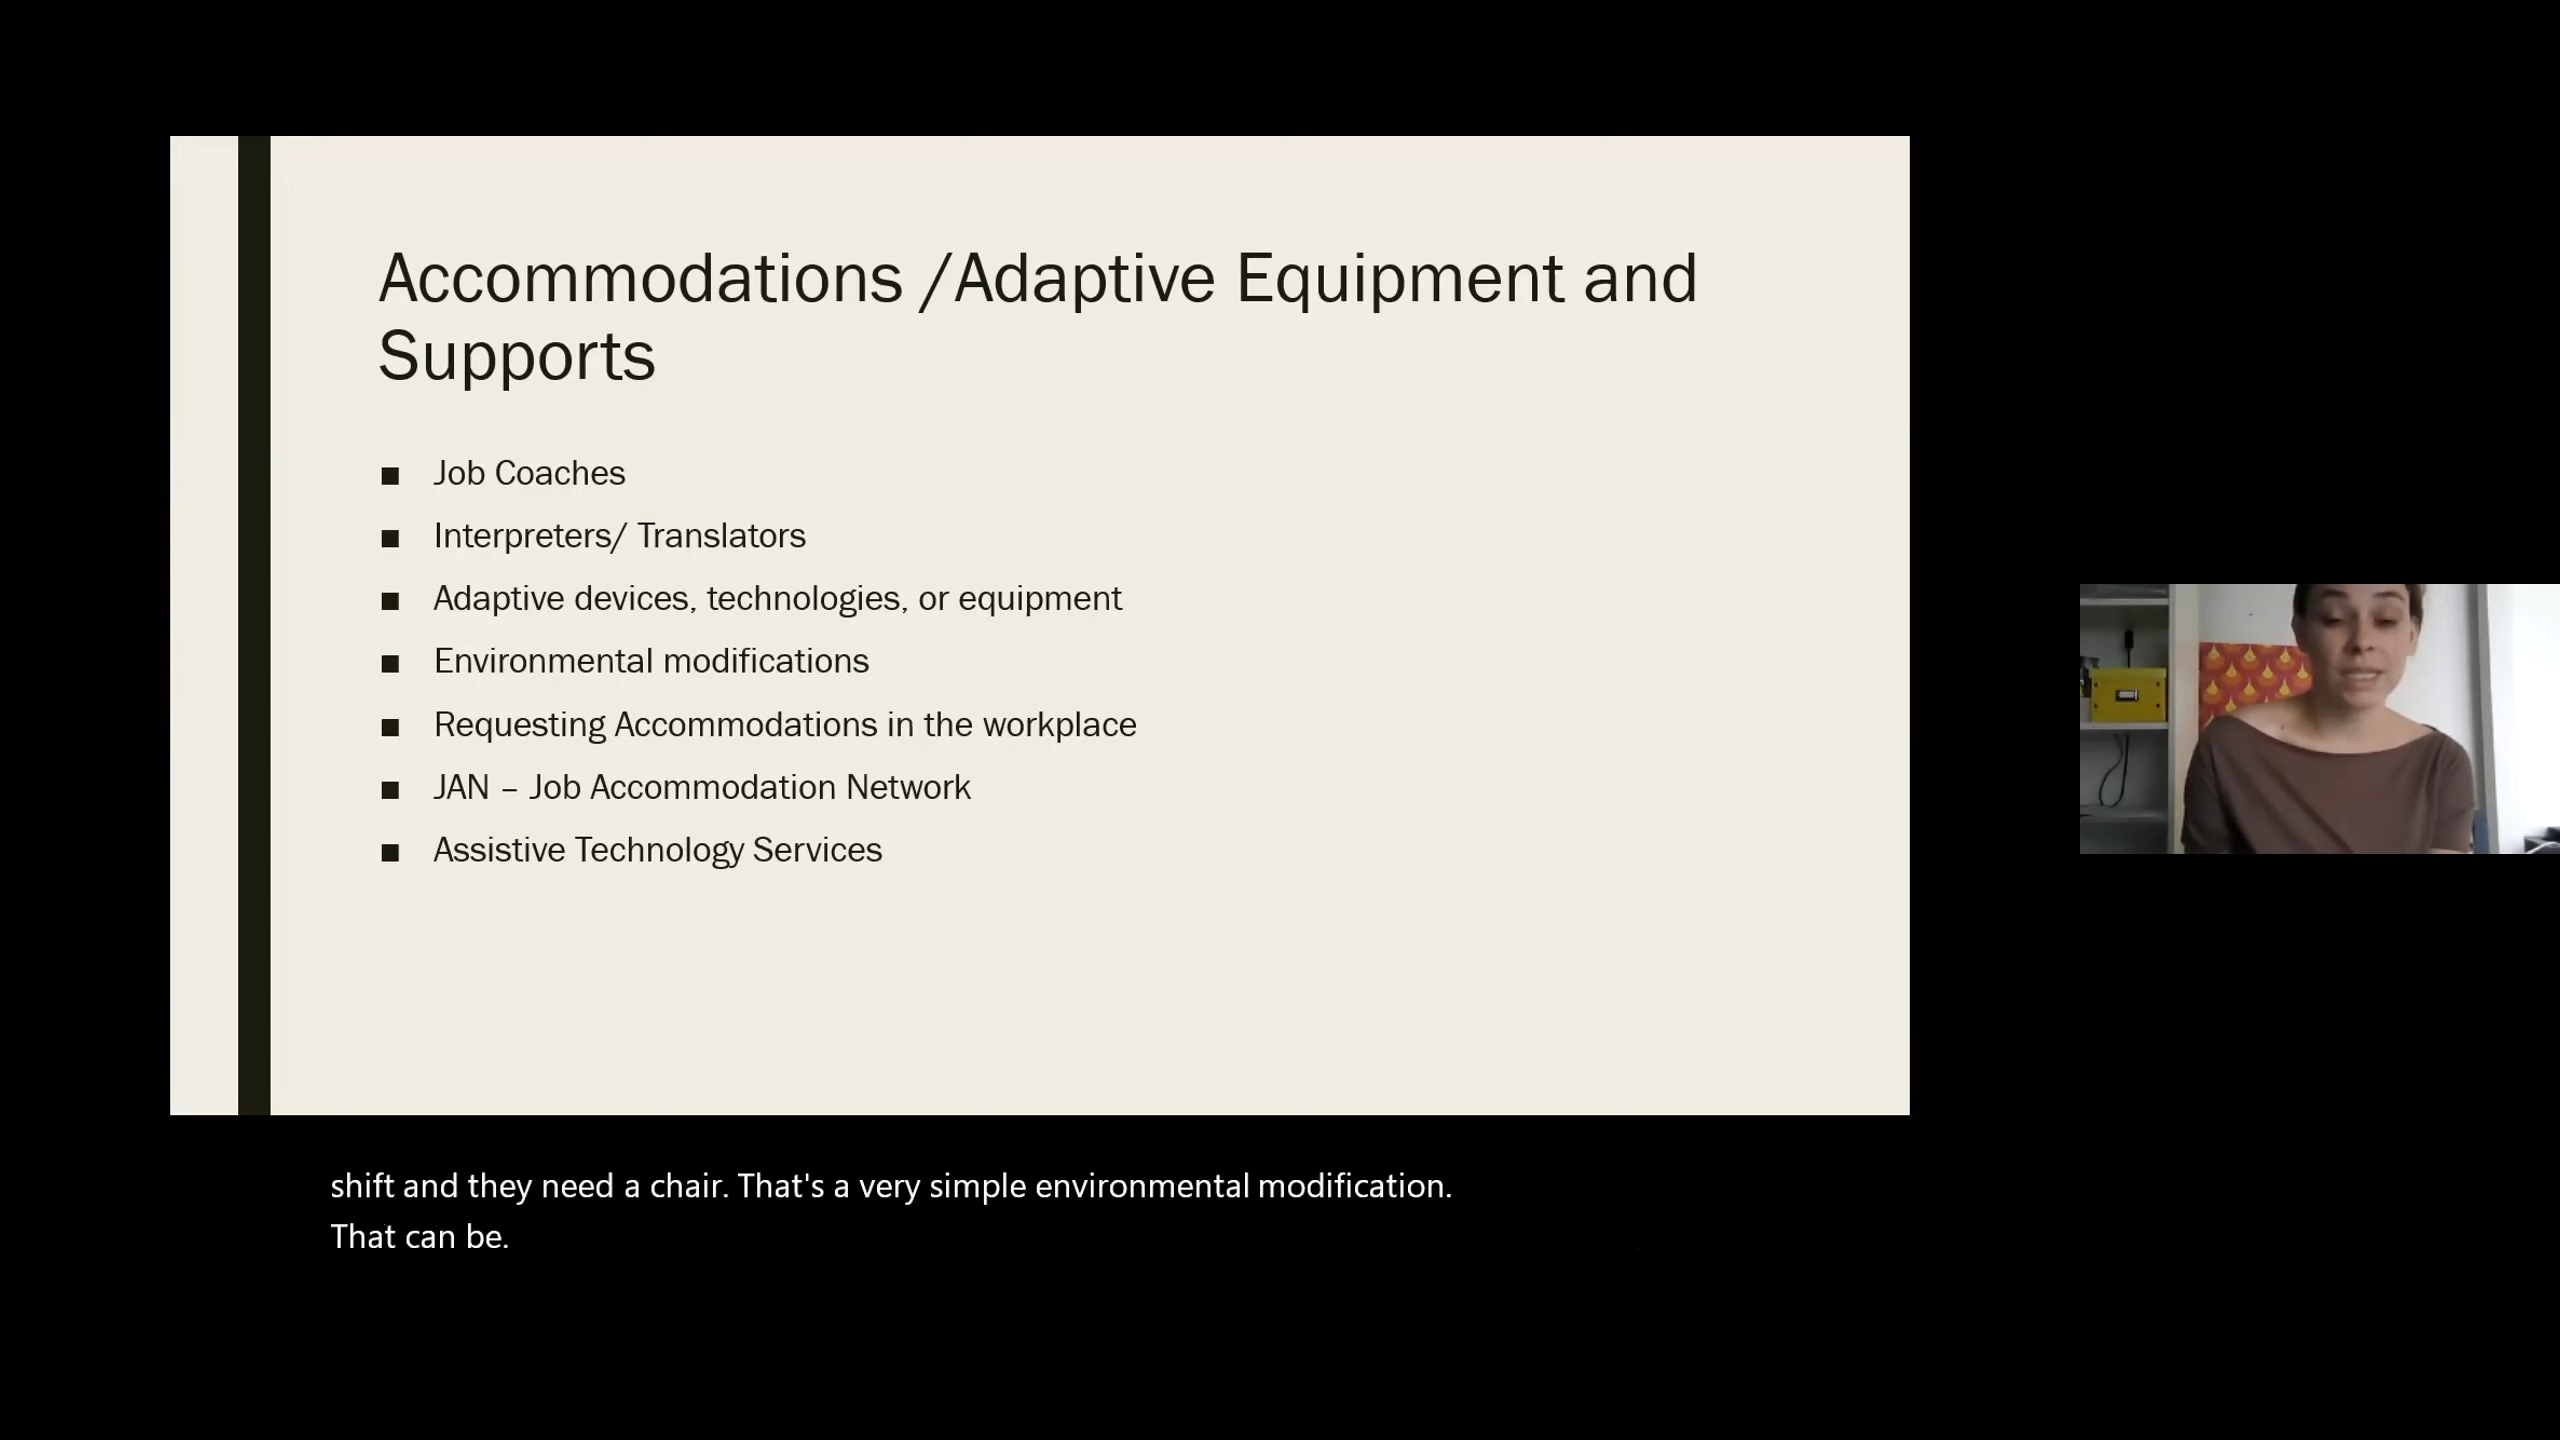 Accommodations /Adaptive Equipment and
Supports
■ Job Coaches
■ Interpreters/ Translators
■ Adaptive devices, technologies, or equipment
■ Environmental modifications
■ Requesting Accommodations in the workplace
■ JAN – Job Accommodation Network
■ Assistive Technology Services
shift and they need a chair. That's a very simple environmental modification.
That can be.